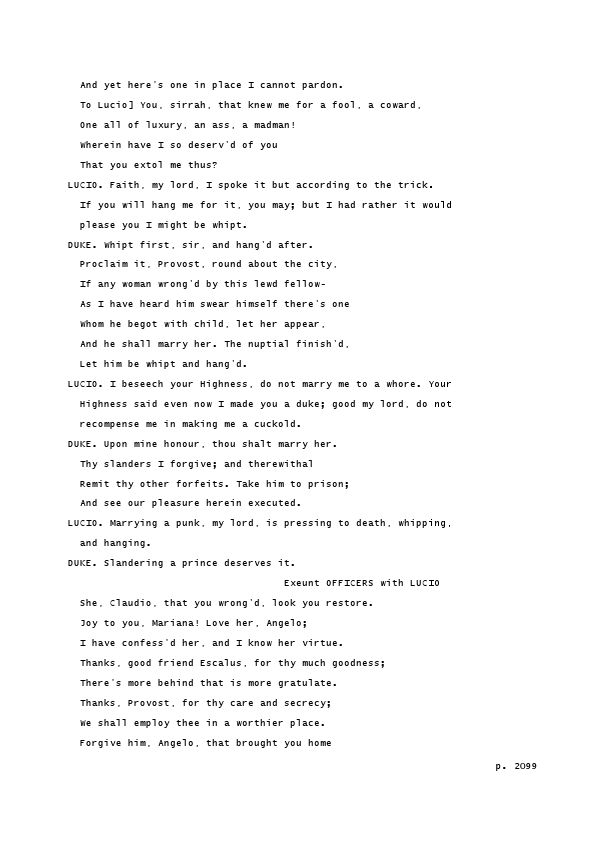 And yet here's one in place I cannot pardon.
To Lucio] You, sirrah, that knew me for a fool, a coward,
One all of luxury, an ass, a madman!
Wherein have I so deserv'd of you
That you extol me thus?
LUCIO. Faith, my lord, I spoke it but according to the trick.
If you will hang me for it, you may; but I had rather it would
please you I might be whipt.
DUKE. Whipt first, sir, and hang'd after.
Proclaim it, Provost, round about the city,
If any woman wrong'd by this lewd fellow-
As I have heard him swear himself there's one
Whom he begot with child, let her appear,
And he shall marry her. The nuptial finish'd,
Let him be whipt and hang'd.
LUCIO. I beseech your Highness, do not marry me to a whore. Your
Highness said even now I made you a duke; good my lord, do not
recompense me in making me a cuckold.
DUKE. Upon mine honour, thou shalt marry her.
Thy slanders I forgive; and therewithal
Remit thy other forfeits. Take him to prison;
And see our pleasure herein executed.
LUCIO. Marrying a punk, my lord, is pressing to death, whipping,
and hanging.
DUKE. Slandering a prince deserves it.
Exeunt OFFICERS with LUCIO
She, Claudio, that you wrong'd, look you restore.
Joy to you, Mariana! Love her, Angelo;
I have confess'd her, and I know her virtue.
Thanks, good friend Escalus, for thy much goodness;
There's more behind that is more gratulate.
Thanks, Provost, for thy care and secrecy;
We shall employ thee in a worthier place.
Forgive him, Angelo, that brought you home
p. 2099